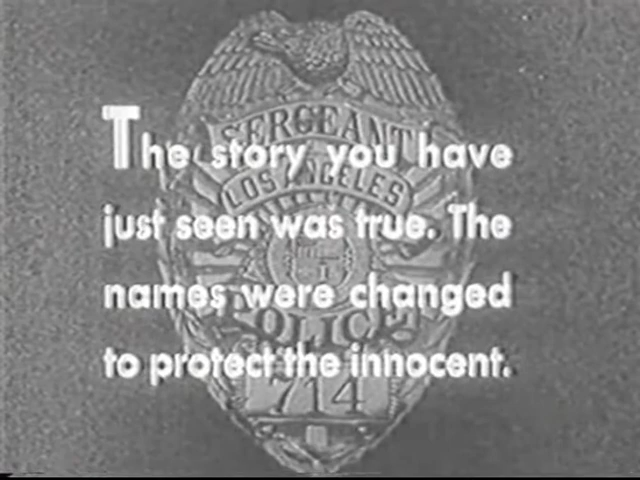 SERGEANT
LOS ANGELES
The story you have
just seen was true. The
names were changed
to protect the innocent.
POLICE
714